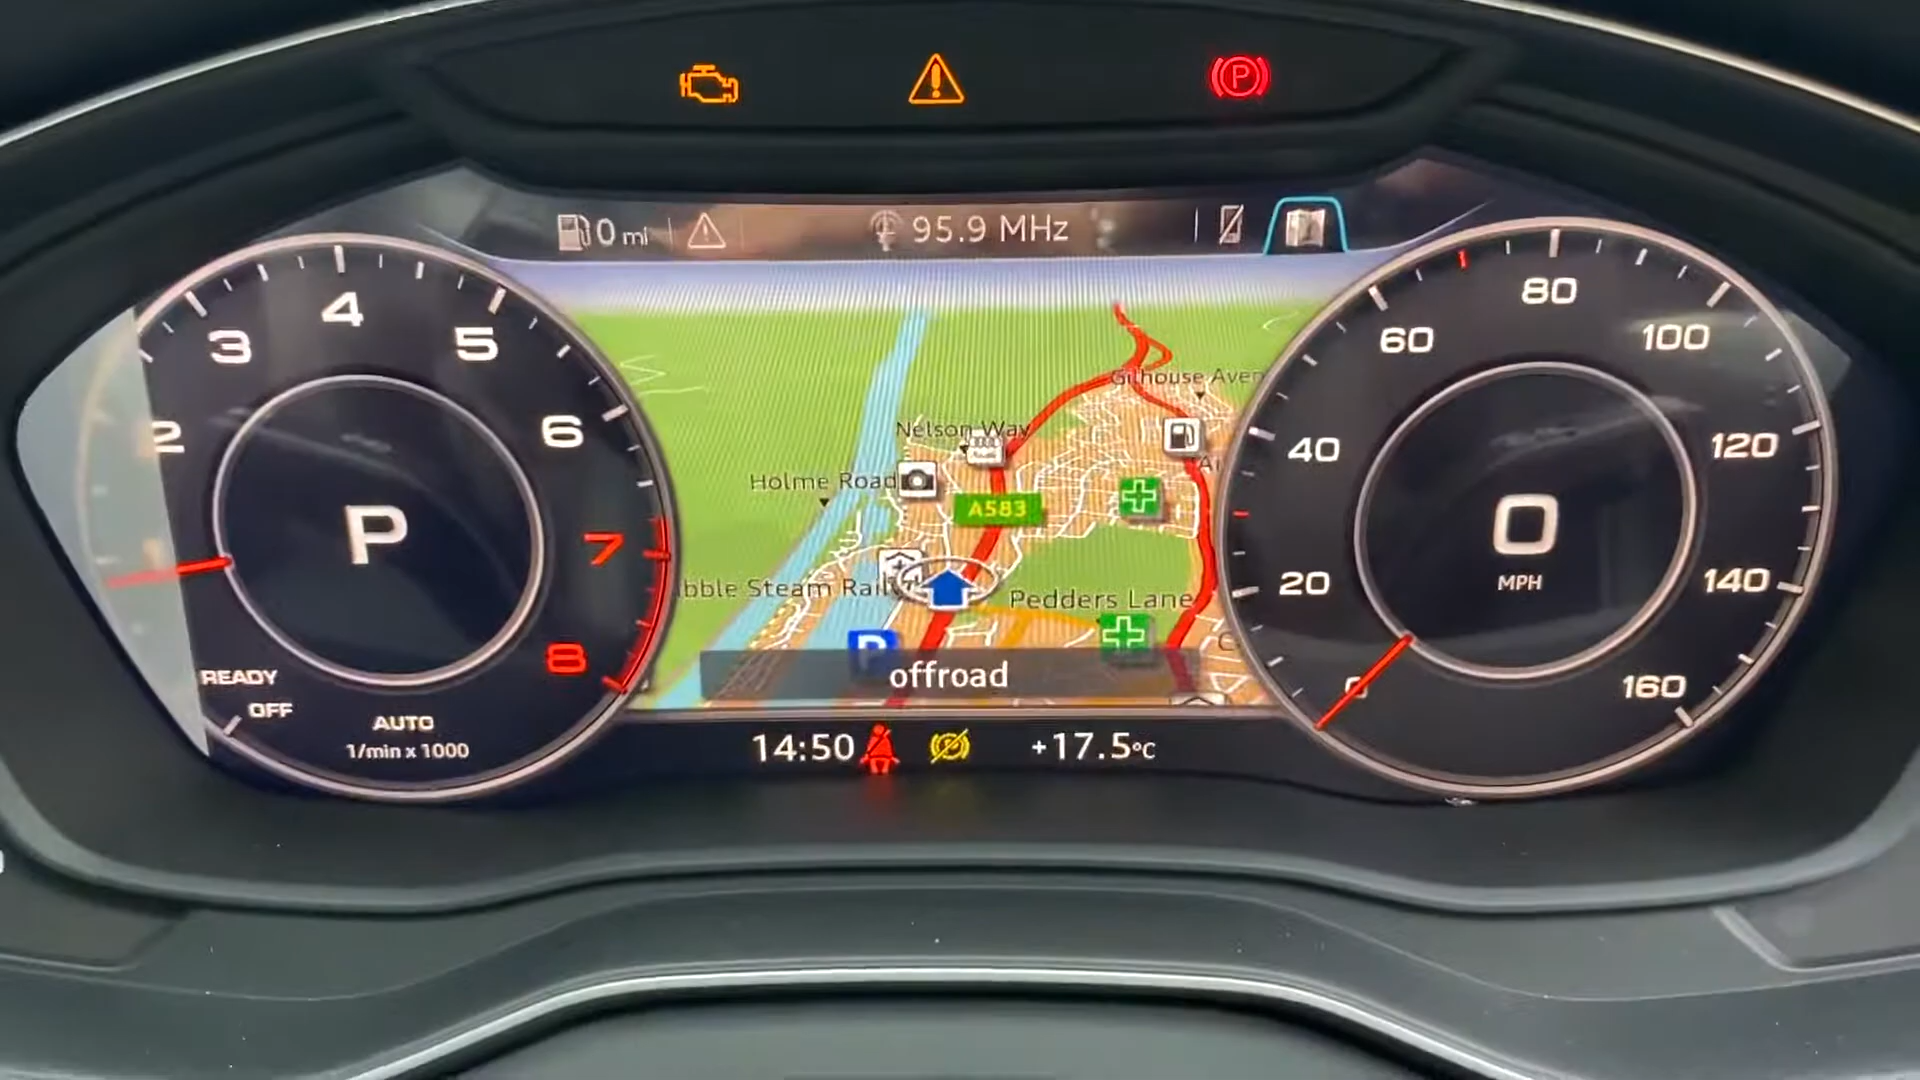 0 mi
95.9 MHz
2
3
4
5
6
7
8
P
READY
OFF
AUTO
1/min x 1000
Gilhouse Aven
Nelson Way
Holme Road
A583
bble Steam Rail
Pedders Lane
P
offroad
14:50
+17.5°C
20
40
60
80
100
120
140
160
0
MPH
P